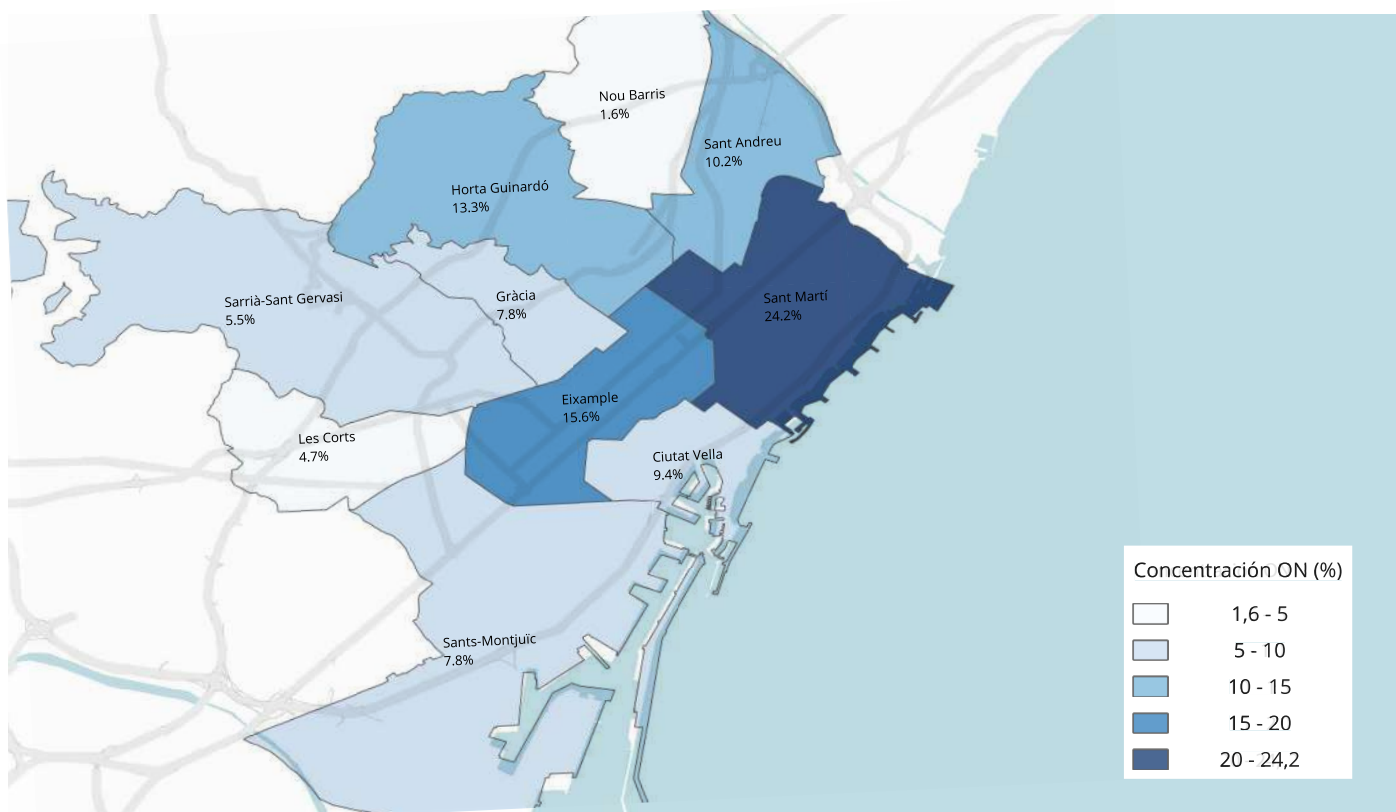 Nou Barris
1.6%
Sant Andreu
10.2%
Horta Guinardó
13.3%
Sarrià-Sant Gervasi
5.5%
Gràcia
7.8%
Sant Martí
24.2%
Eixample
15.6%
Les Corts
4.7%
Ciutat Vella
9.4%
Sants-Montjuïc
7.8%
Concentración ON (%)
1,6 - 5
5 - 10
10 - 15
15 - 20
20 - 24,2